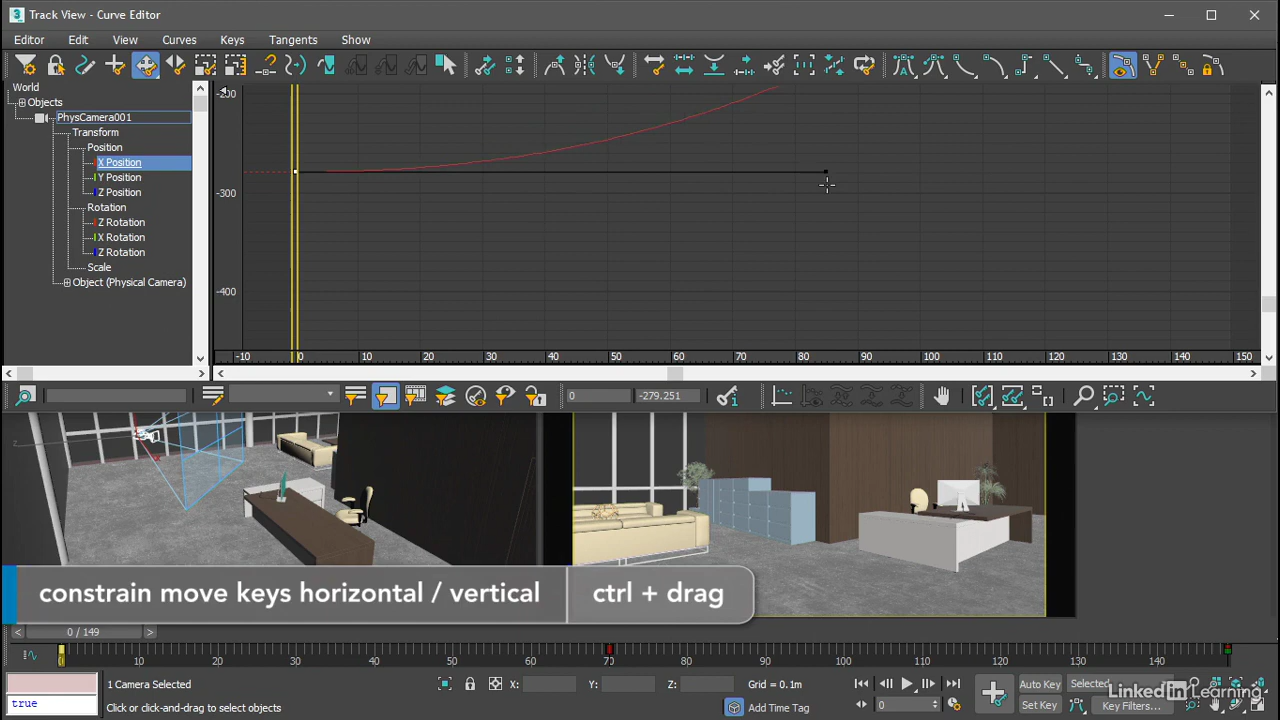 Track View - Curve Editor
Editor Edit View Curves Keys Tangents Show
World
Objects
PhysCamera001
Transform
Position
X Position
Y Position
Z Position
Rotation
Z Rotation
X Rotation
Z Rotation
Scale
Object (Physical Camera)
-200
-300
-400
-10 0 10 20 30 40 50 60 70 80 90 100 110 120 130 140 150
0 -279.251
constrain move keys horizontal / vertical ctrl + drag
< 0 / 149 >
0 10 20 30 40 50 60 70 80 90 100 110 120 130 140
true
1 Camera Selected
Click or click-and-drag to select objects
X: Y: Z: Grid = 0.1m
Add Time Tag
0
Auto Key Selected
Set Key Key Filters...
LinkedIn Learning